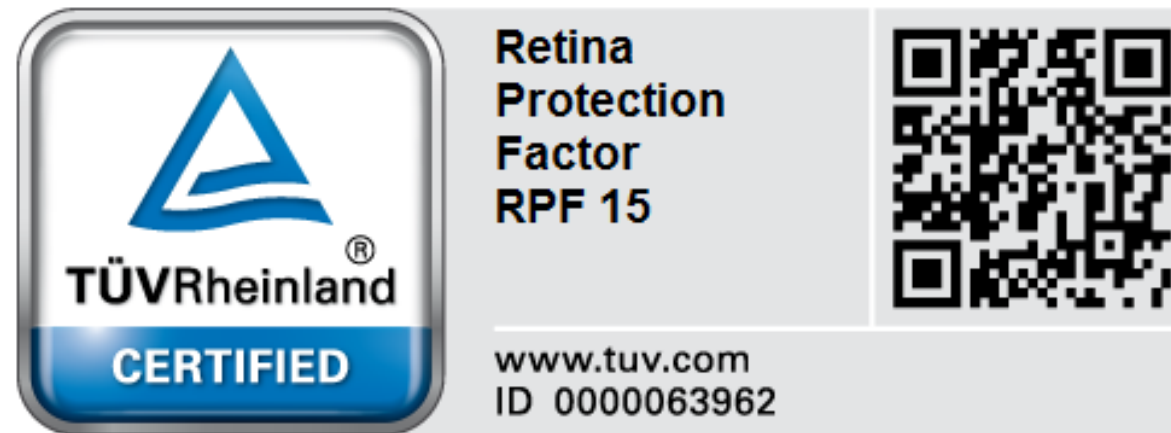 TÜVRheinland®
CERTIFIED
Retina
Protection
Factor
RPF 15
www.tuv.com
ID 0000063962